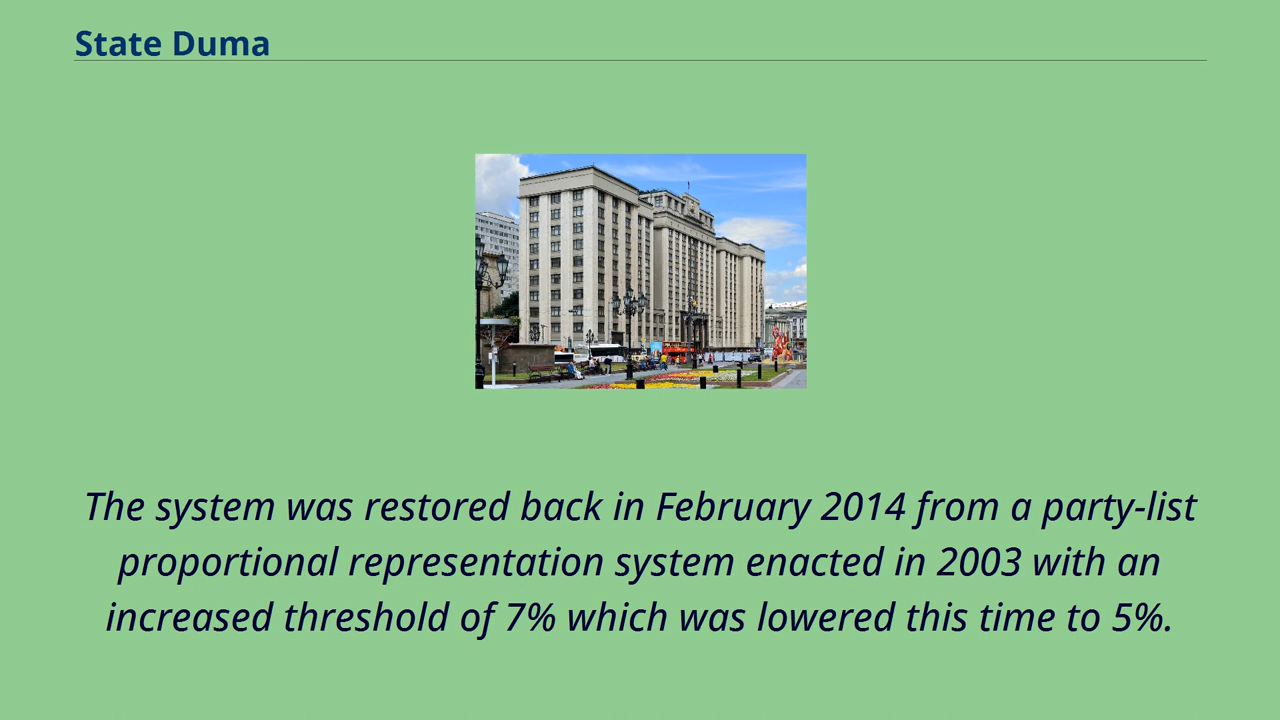 State Duma
The system was restored back in February 2014 from a party-list
proportional representation system enacted in 2003 with an
increased threshold of 7% which was lowered this time to 5%.